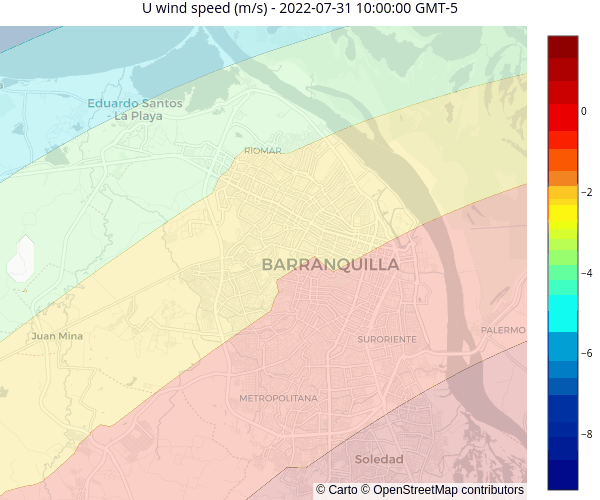 U wind speed (m/s) - 2022-07-31 10:00:00 GMT-5
Eduardo Santos
- La Playa
RIOMAR
BARRANQUILLA
Juan Mina
SURORIENTE
PALERMO
METROPOLITANA
Soledad
© Carto © OpenStreetMap contributors
0
−2
−4
−6
−8